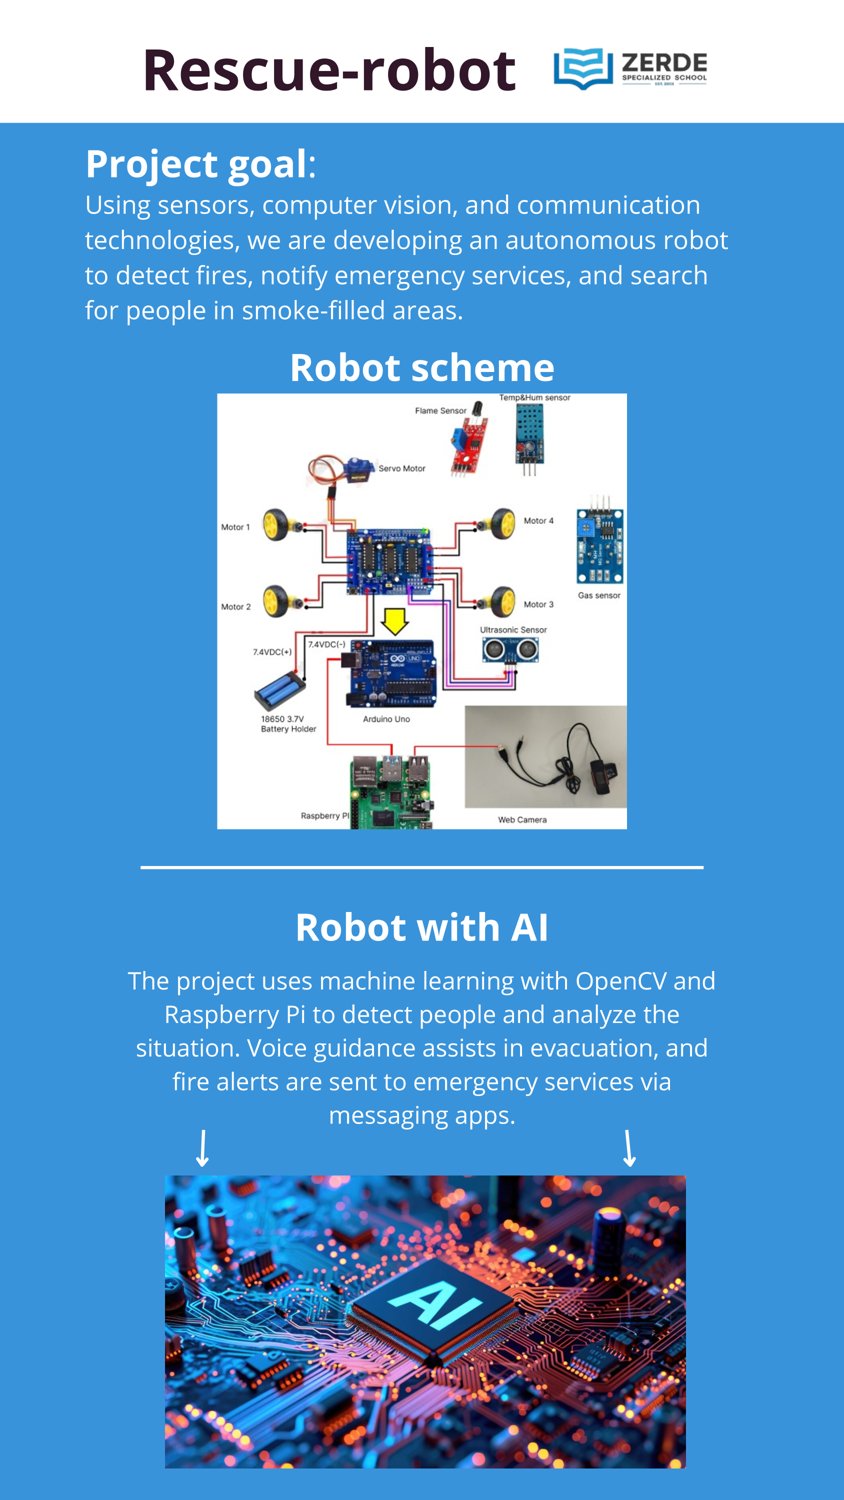 Rescue-robot
ZERDE
SPECIALIZED SCHOOL
Project goal:
Using sensors, computer vision, and communication
technologies, we are developing an autonomous robot
to detect fires, notify emergency services, and search
for people in smoke-filled areas.
Robot scheme
Temp&Hum sensor
Flame Sensor
Servo Motor
Motor 1
Motor 4
Gas sensor
Motor 2
Motor 3
Ultrasonic Sensor
7.4VDC(+)
7.4VDC(-)
UNO
18650 3.7V
Battery Holder
Arduino Uno
Raspberry PI
Web Camera
Robot with AI
The project uses machine learning with OpenCV and
Raspberry Pi to detect people and analyze the
situation. Voice guidance assists in evacuation, and
fire alerts are sent to emergency services via
messaging apps.
AI